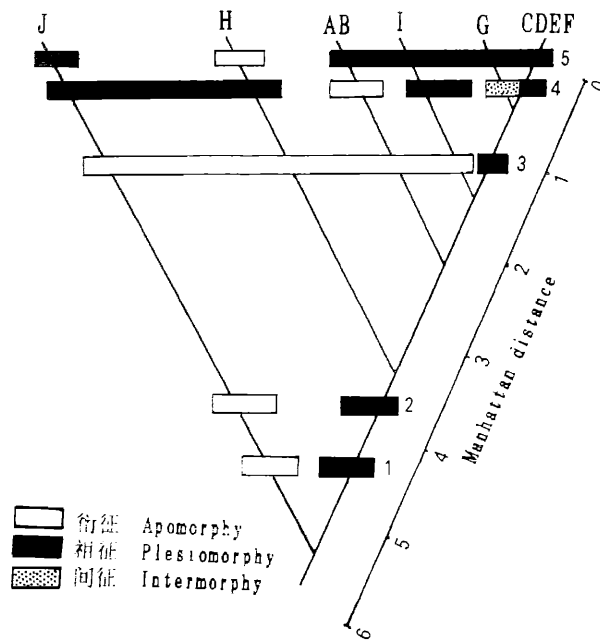 J H AB I G CDEF
5
4
0
3
1
2
3
2
4
1
5
6
Manhattan distance
衍征 Apomorphy
祖征 Plesiomorphy
间征 Intermorphy